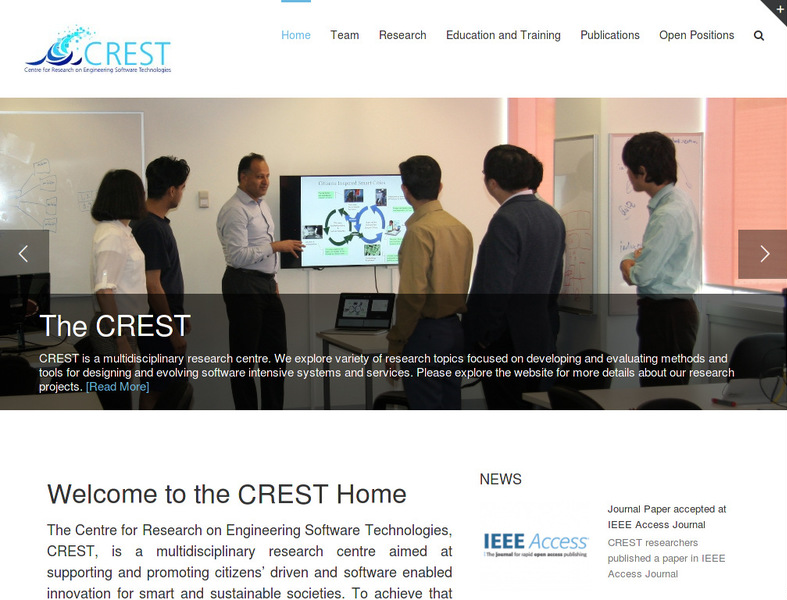 CREST
Centre for Research on Engineering Software Technologies
Home
Team
Research
Education and Training
Publications
Open Positions
+
The CREST
CREST is a multidisciplinary research centre. We explore variety of research topics focused on developing and evaluating methods and
tools for designing and evolving software intensive systems and services. Please explore the website for more details about our research
projects. [Read More]
Welcome to the CREST Home
The Centre for Research on Engineering Software Technologies,
CREST, is a multidisciplinary research centre aimed at
supporting and promoting citizens' driven and software enabled
innovation for smart and sustainable societies. To achieve that
NEWS
IEEE Access
The journal for rapid open access publishing
Journal Paper accepted at
IEEE Access Journal
CREST researchers
published a paper in IEEE
Access Journal